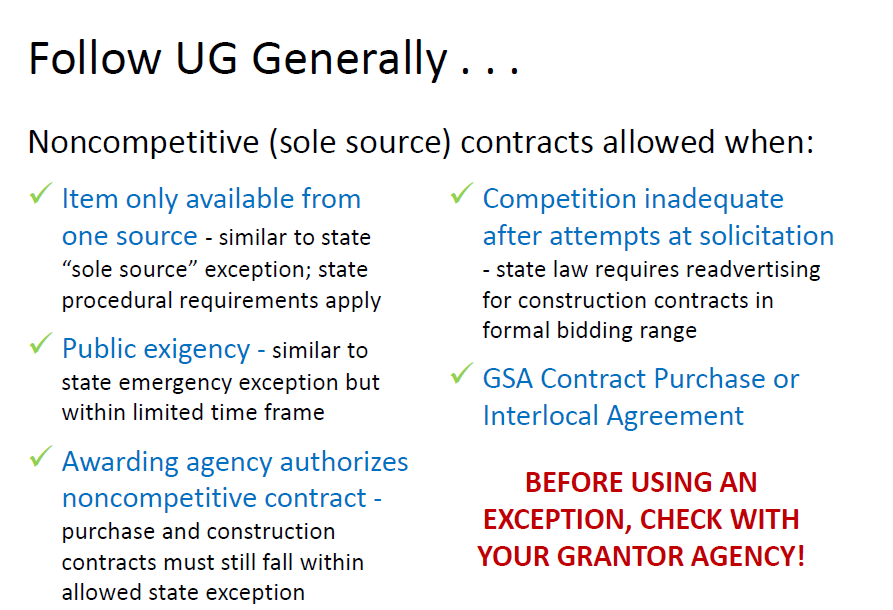 Follow UG Generally . . .
Noncompetitive (sole source) contracts allowed when:
✓ Item only available from
one source - similar to state
“sole source” exception; state
procedural requirements apply
✓ Public exigency - similar to
state emergency exception but
within limited time frame
✓ Awarding agency authorizes
noncompetitive contract -
purchase and construction
contracts must still fall within
allowed state exception
✓ Competition inadequate
after attempts at solicitation
- state law requires readvertising
for construction contracts in
formal bidding range
✓ GSA Contract Purchase or
Interlocal Agreement
BEFORE USING AN
EXCEPTION, CHECK WITH
YOUR GRANTOR AGENCY!